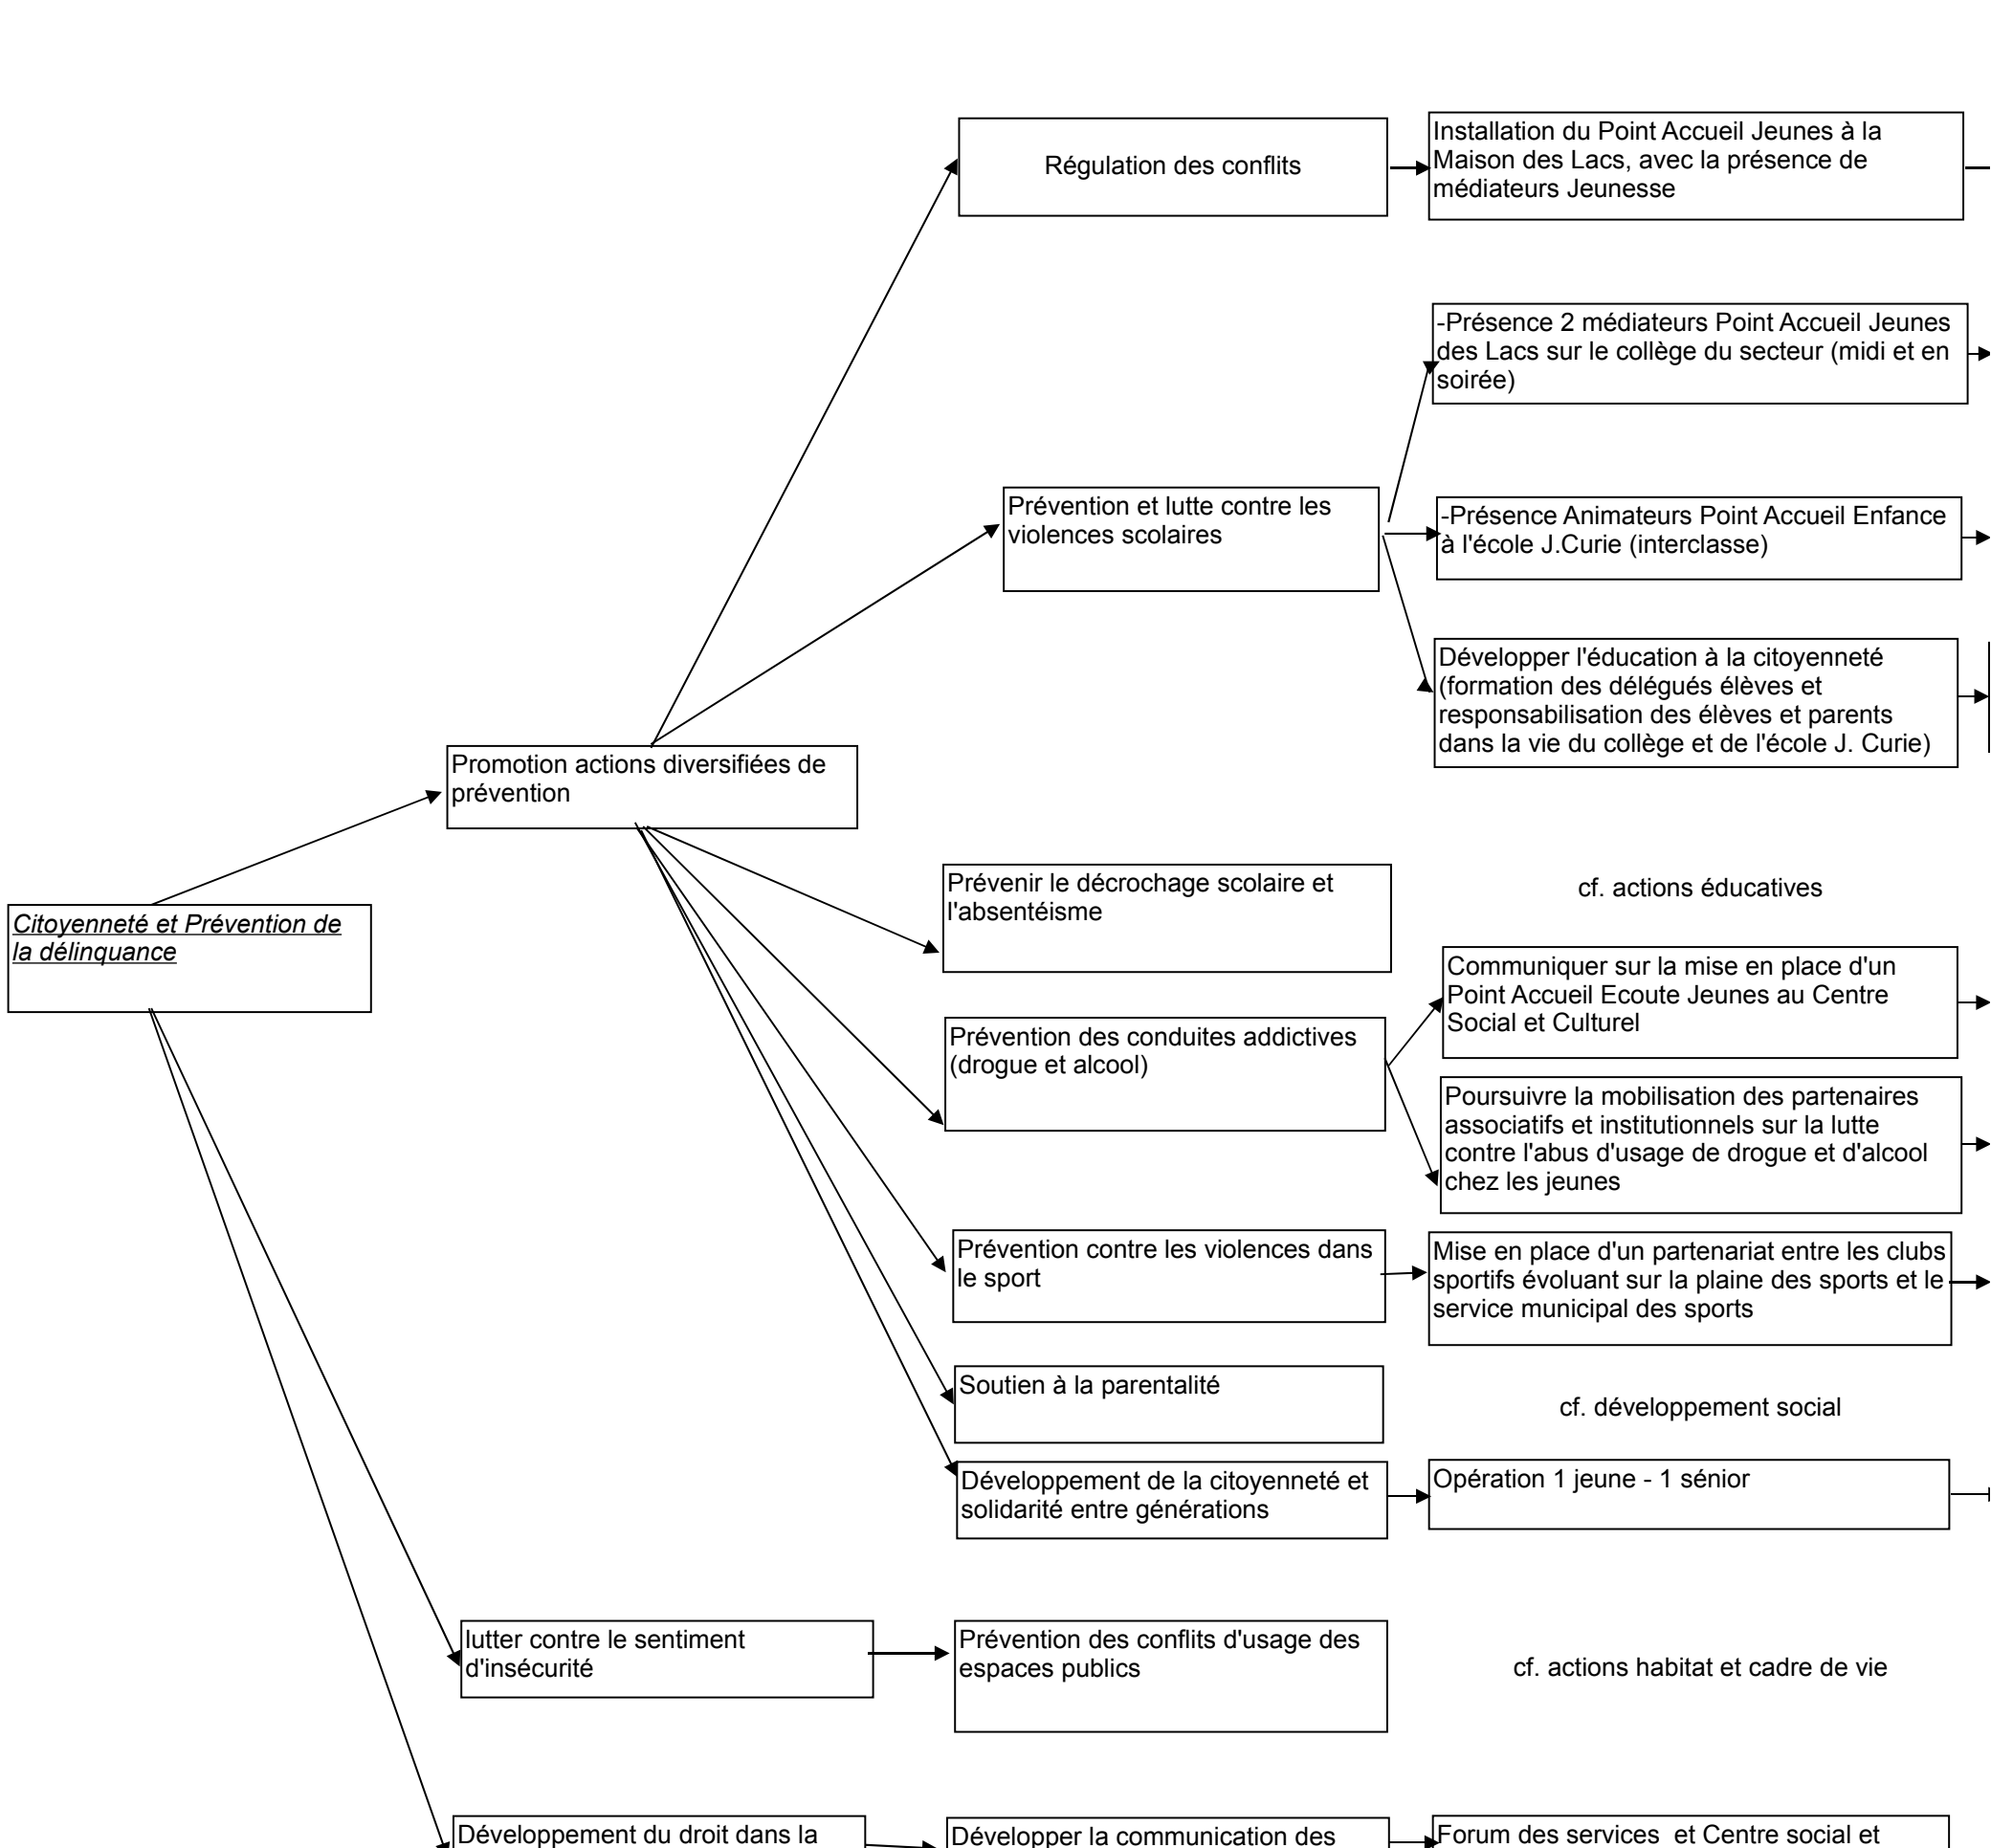 Régulation des conflits
Installation du Point Accueil Jeunes à la
Maison des Lacs, avec la présence de
médiateurs Jeunesse
-Présence 2 médiateurs Point Accueil Jeunes
des Lacs sur le collège du secteur (midi et en
soirée)
Prévention et lutte contre les
violences scolaires
-Présence Animateurs Point Accueil Enfance
à l'école J.Curie (interclasse)
Développer l'éducation à la citoyenneté
(formation des délégués élèves et
responsabilisation des élèves et parents
dans la vie du collège et de l'école J. Curie)
Promotion actions diversifiées de
prévention
Prévenir le décrochage scolaire et
l'absentéisme
cf. actions éducatives
Citoyenneté et Prévention de
la délinquance
Communiquer sur la mise en place d'un
Point Accueil Ecoute Jeunes au Centre
Social et Culturel
Prévention des conduites addictives
(drogue et alcool)
Poursuivre la mobilisation des partenaires
associatifs et institutionnels sur la lutte
contre l'abus d'usage de drogue et d'alcool
chez les jeunes
Prévention contre les violences dans
le sport
Mise en place d'un partenariat entre les clubs
sportifs évoluant sur la plaine des sports et le
service municipal des sports
Soutien à la parentalité
cf. développement social
Développement de la citoyenneté et
solidarité entre générations
Opération 1 jeune - 1 sénior
lutter contre le sentiment
d'insécurité
Prévention des conflits d'usage des
espaces publics
cf. actions habitat et cadre de vie
Développement du droit dans la
Développer la communication des
Forum des services  et Centre social et